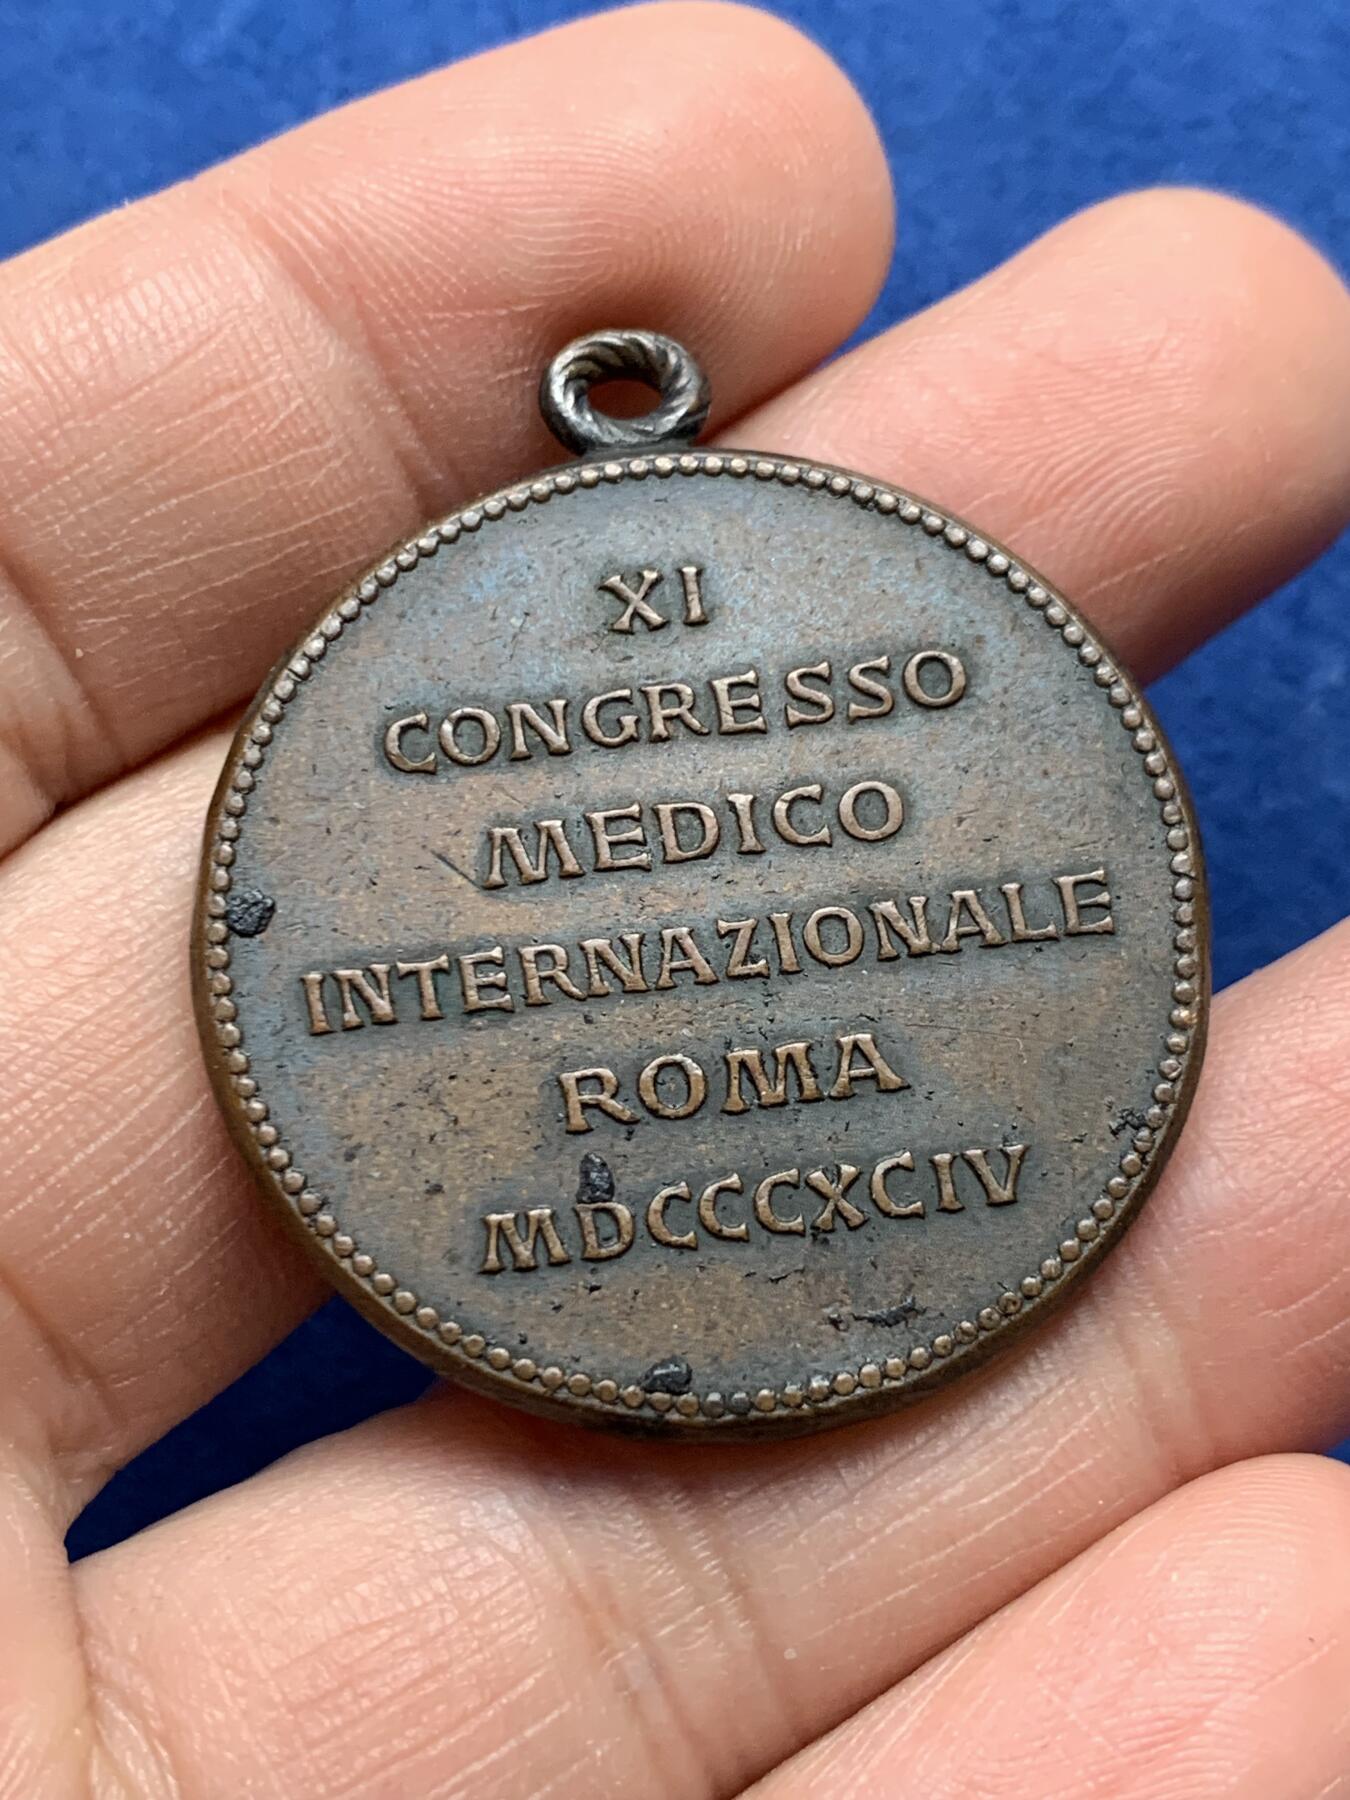 XI
CONGRESSO
MEDICO
INTERNAZIONALE
ROMA
MDCCCXCIV